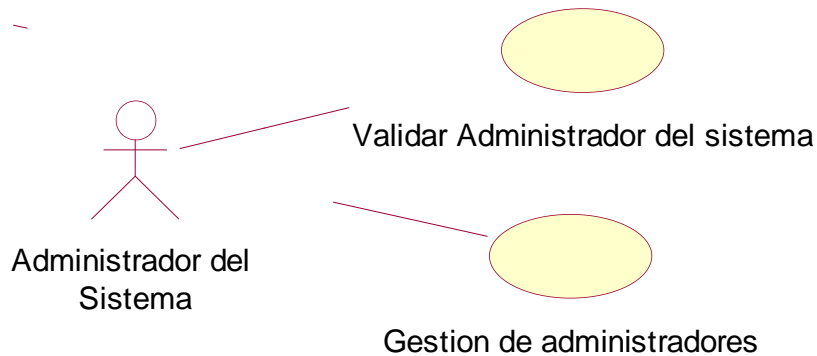 Validar Administrador del sistema
Administrador del
Sistema
Gestion de administradores